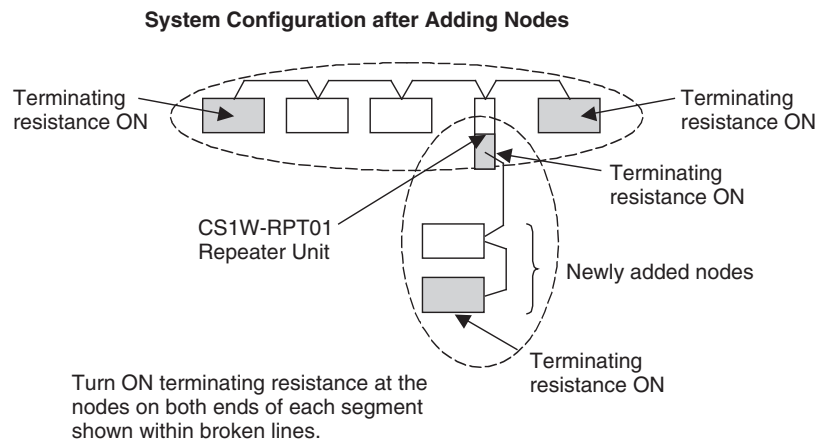 System Configuration after Adding Nodes
Terminating
resistance ON
Terminating
resistance ON
Terminating
resistance ON
CS1W-RPT01
Repeater Unit
Newly added nodes
Terminating
resistance ON
Turn ON terminating resistance at the
nodes on both ends of each segment
shown within broken lines.